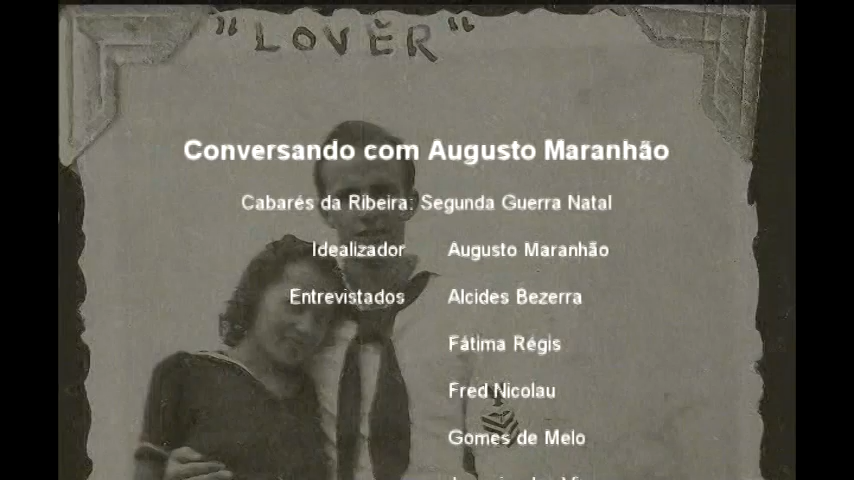 "LOVER"
Conversando com Augusto Maranhão
Cabarés da Ribeira: Segunda Guerra Natal
Idealizador Augusto Maranhão
Entrevistados Alcides Bezerra
Fátima Régis
Fred Nicolau
Gomes de Melo